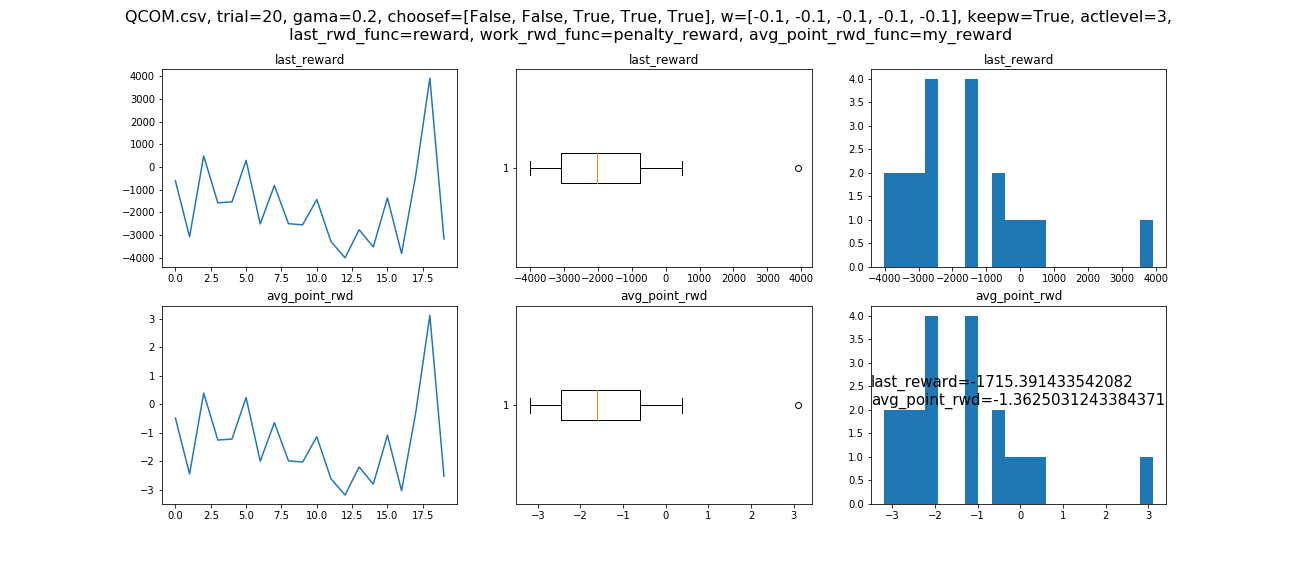 QCOM.csv, trial=20, gama=0.2, choosef=[False, False, True, True, True], w=[-0.1, -0.1, -0.1, -0.1, -0.1], keepw=True, actlevel=3,
last_rwd_func=reward, work_rwd_func=penalty_reward, avg_point_rwd_func=my_reward
last_reward
4000
3000
2000
1000
0
−1000
−2000
−3000
−4000
0.0 2.5 5.0 7.5 10.0 12.5 15.0 17.5
last_reward
1
−4000 −3000 −2000 −1000 0 1000 2000 3000 4000
last_reward
4.0
3.5
3.0
2.5
2.0
1.5
1.0
0.5
0.0
−4000 −3000 −2000 −1000 0 1000 2000 3000 4000
avg_point_rwd
3
2
1
0
−1
−2
−3
0.0 2.5 5.0 7.5 10.0 12.5 15.0 17.5
avg_point_rwd
1
−3 −2 −1 0 1 2 3
avg_point_rwd
4.0
3.5
3.0
2.5
2.0
1.5
1.0
0.5
0.0
last_reward=-1715.391433542082
avg_point_rwd=-1.3625031243384371
−3 −2 −1 0 1 2 3